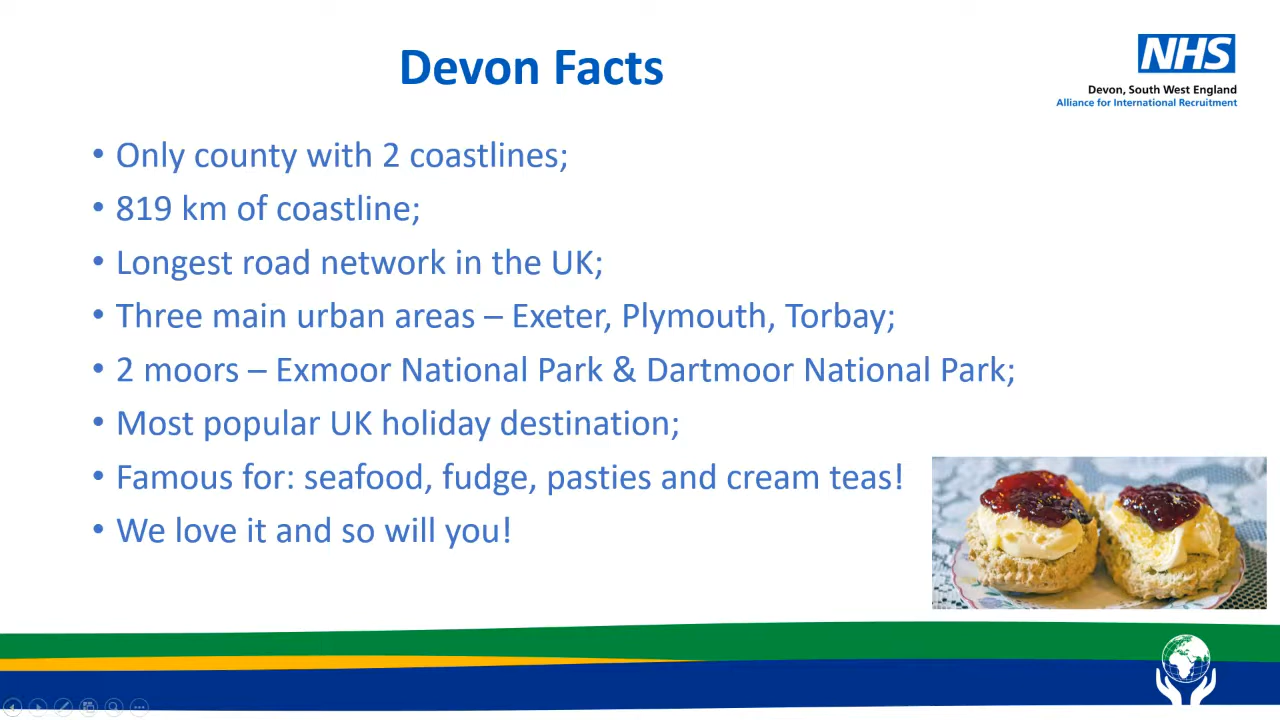 Devon Facts
NHS
Devon, South West England
Alliance for International Recruitment
• Only county with 2 coastlines;
• 819 km of coastline;
• Longest road network in the UK;
• Three main urban areas – Exeter, Plymouth, Torbay;
• 2 moors – Exmoor National Park & Dartmoor National Park;
• Most popular UK holiday destination;
• Famous for: seafood, fudge, pasties and cream teas!
• We love it and so will you!